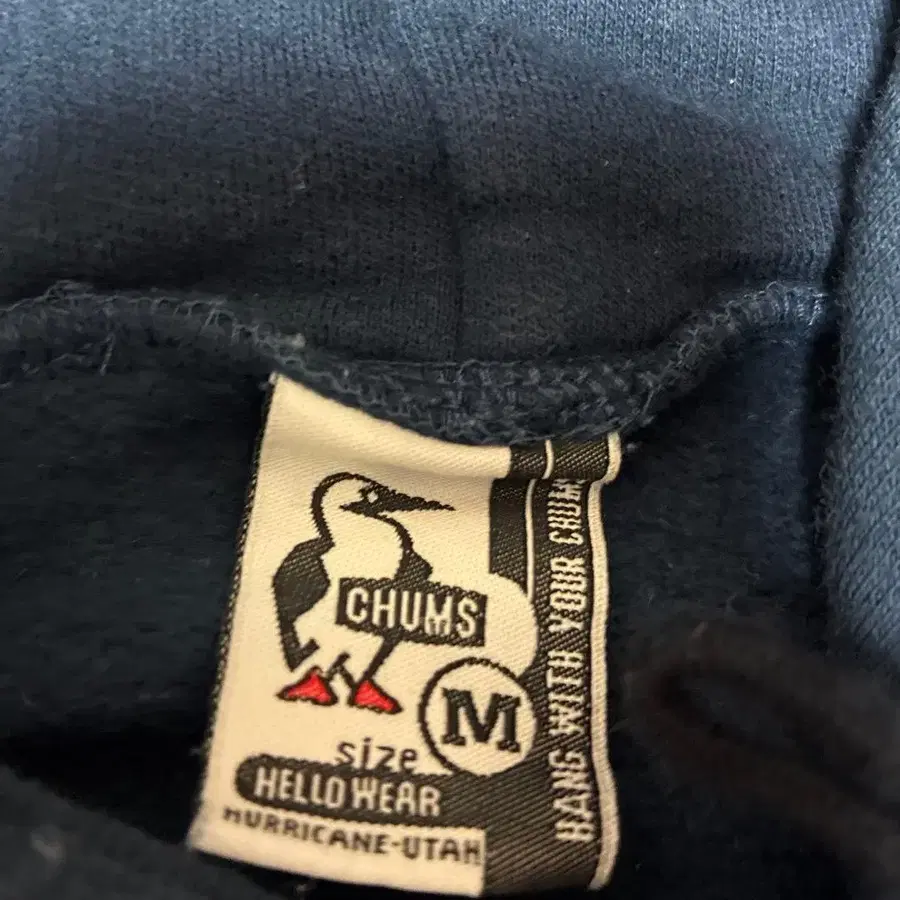 CHUMS
M
size
HELLO WEAR
HURRICANE-UTAH
HANG WITH YOUR CHUMS